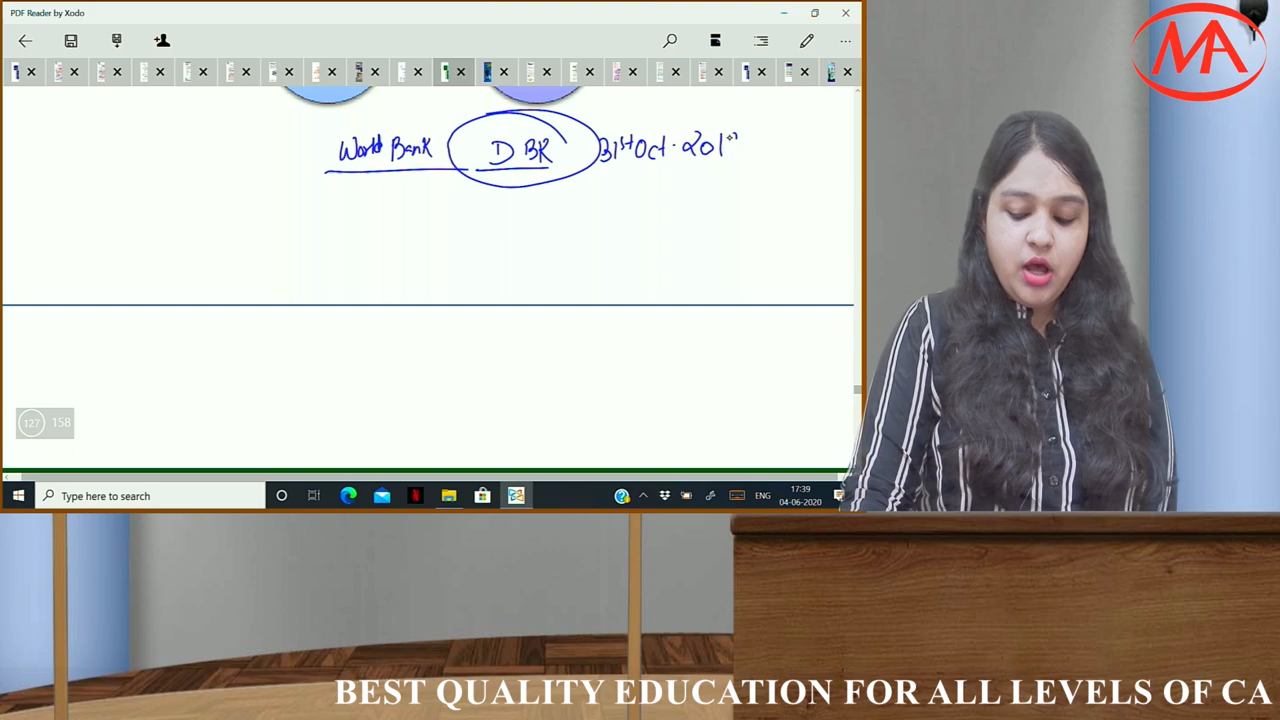 PDF Reader by Xodo
MA
World Bank DBR 31st Oct. 201
127 158
Type here to search
ENG
17:39
04-06-2020
BEST QUALITY EDUCATION FOR ALL LEVELS OF CA